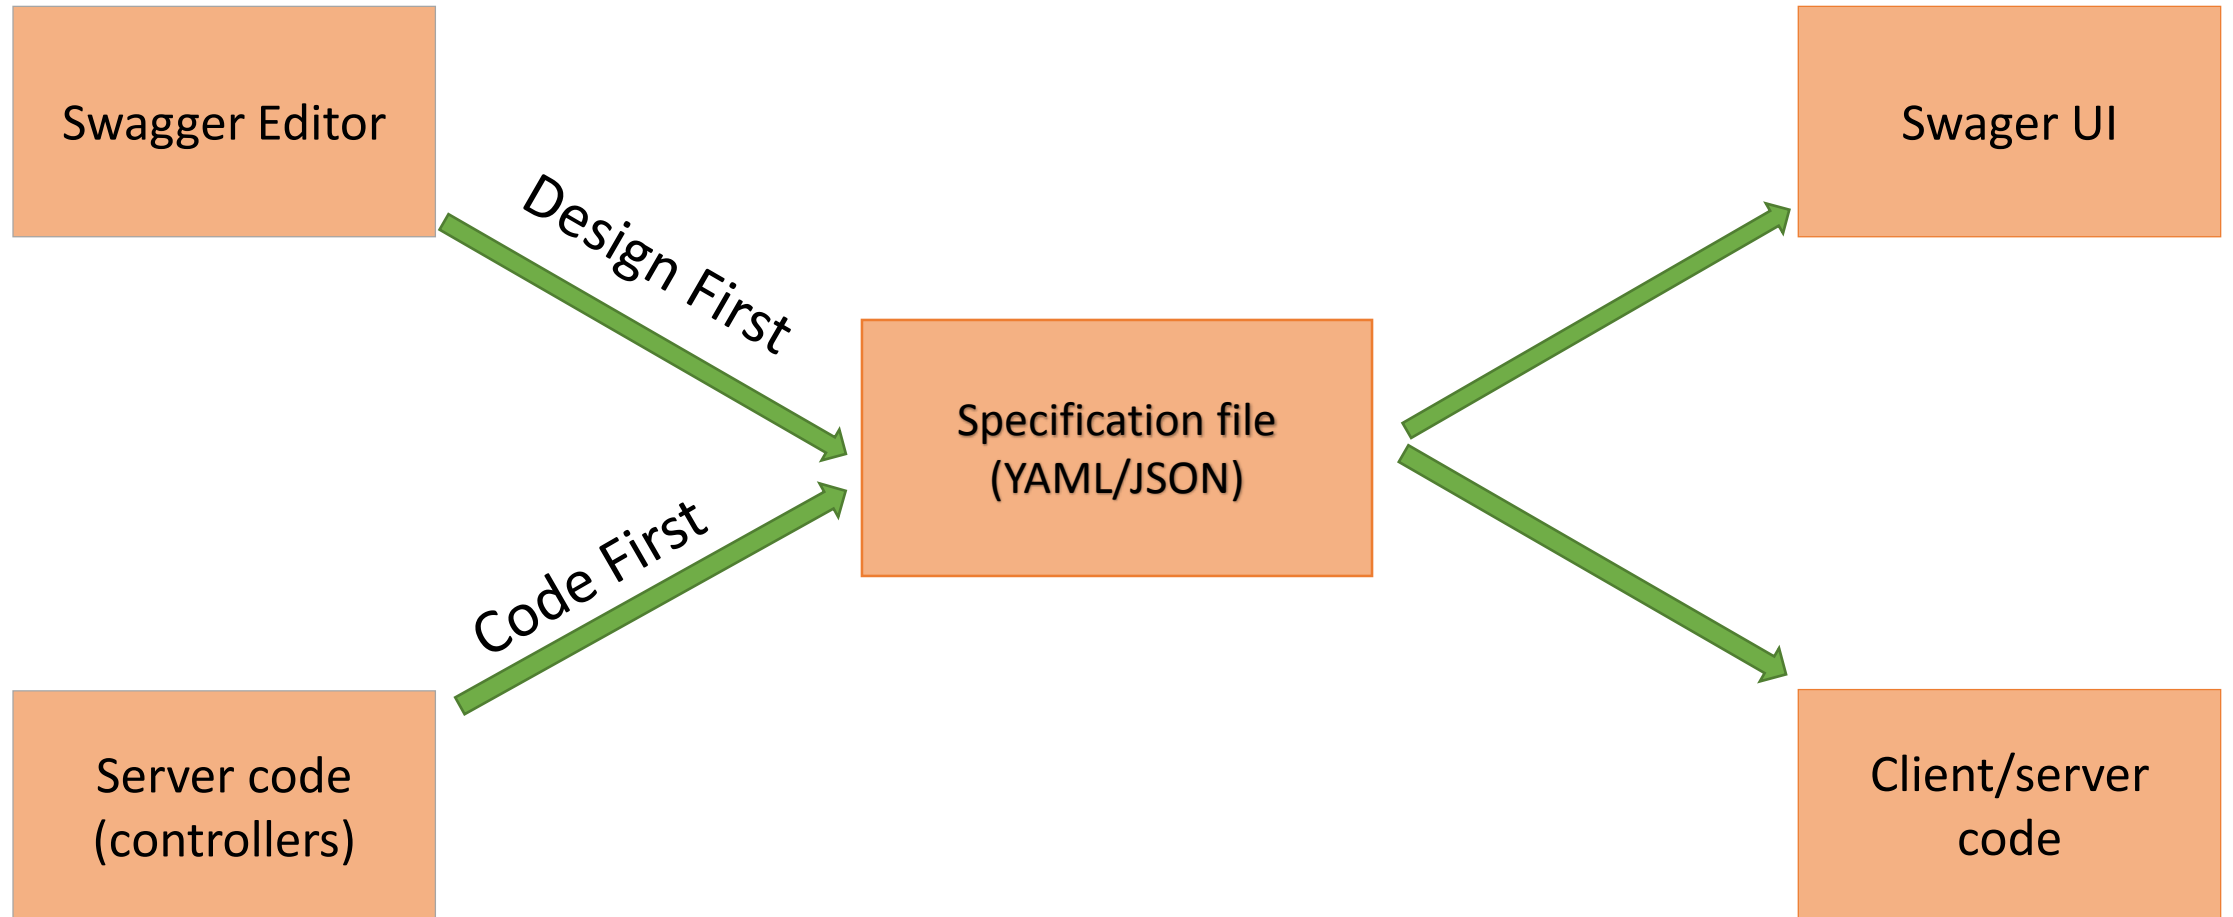 Swagger Editor
Design First
Swager UI
Specification file
(YAML/JSON)
Code First
Server code
(controllers)
Client/server
code